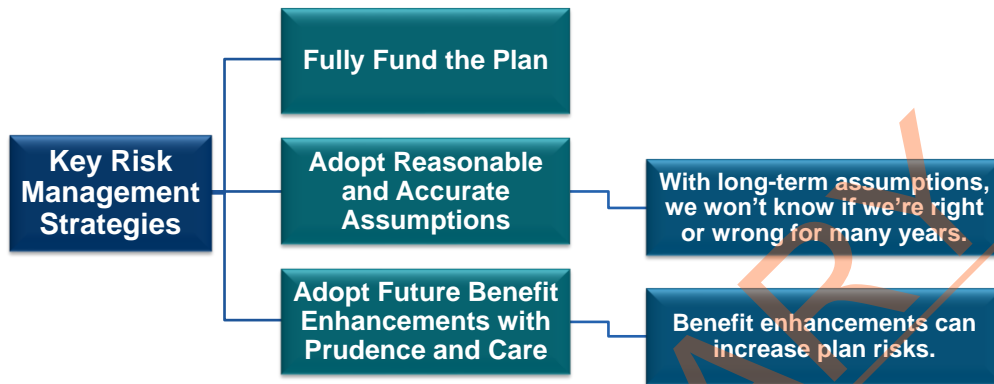 Fully Fund the Plan
Key Risk
Management
Strategies
Adopt Reasonable
and Accurate
Assumptions
With long-term assumptions,
we won't know if we're right
or wrong for many years.
Adopt Future Benefit
Enhancements with
Prudence and Care
Benefit enhancements can
increase plan risks.
ARY